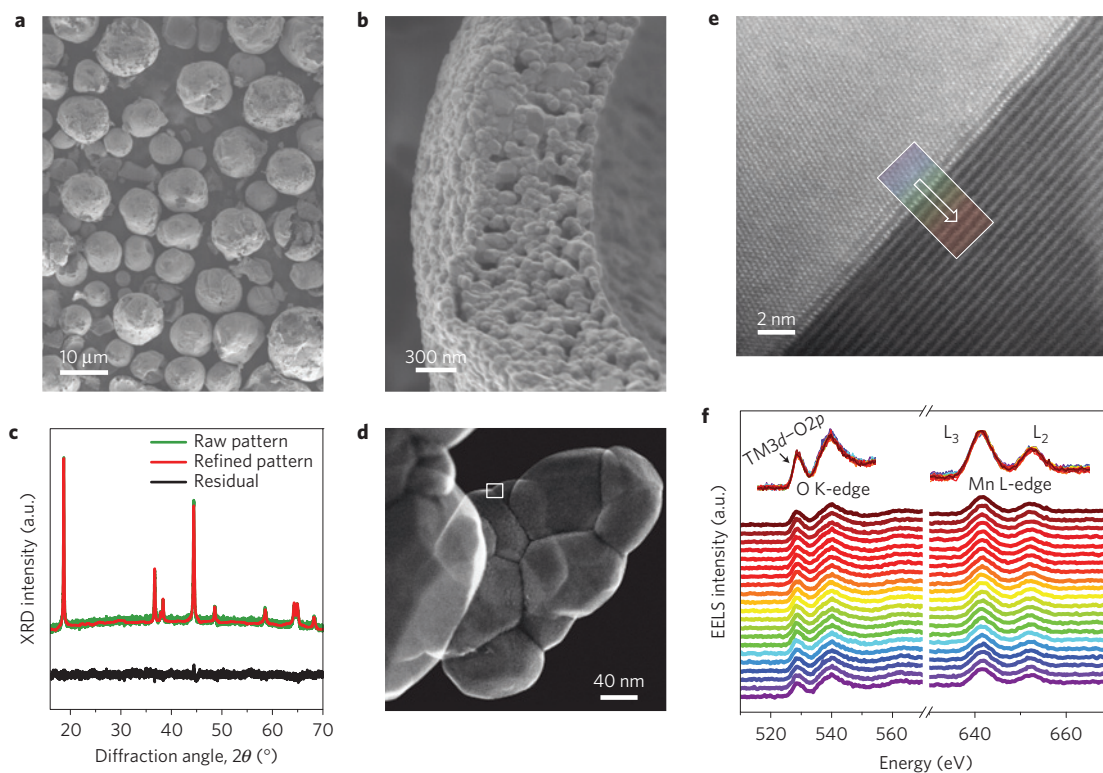 a
10 μm
b
300 nm
e
2 nm
c
Raw pattern
Refined pattern
Residual
XRD intensity (a.u.)
20 30 40 50 60 70
Diffraction angle, 2θ (°)
d
40 nm
f
TM3d–O2p
O K-edge
L3
L2
Mn L-edge
EELS intensity (a.u.)
520 540 560 640 660
Energy (eV)